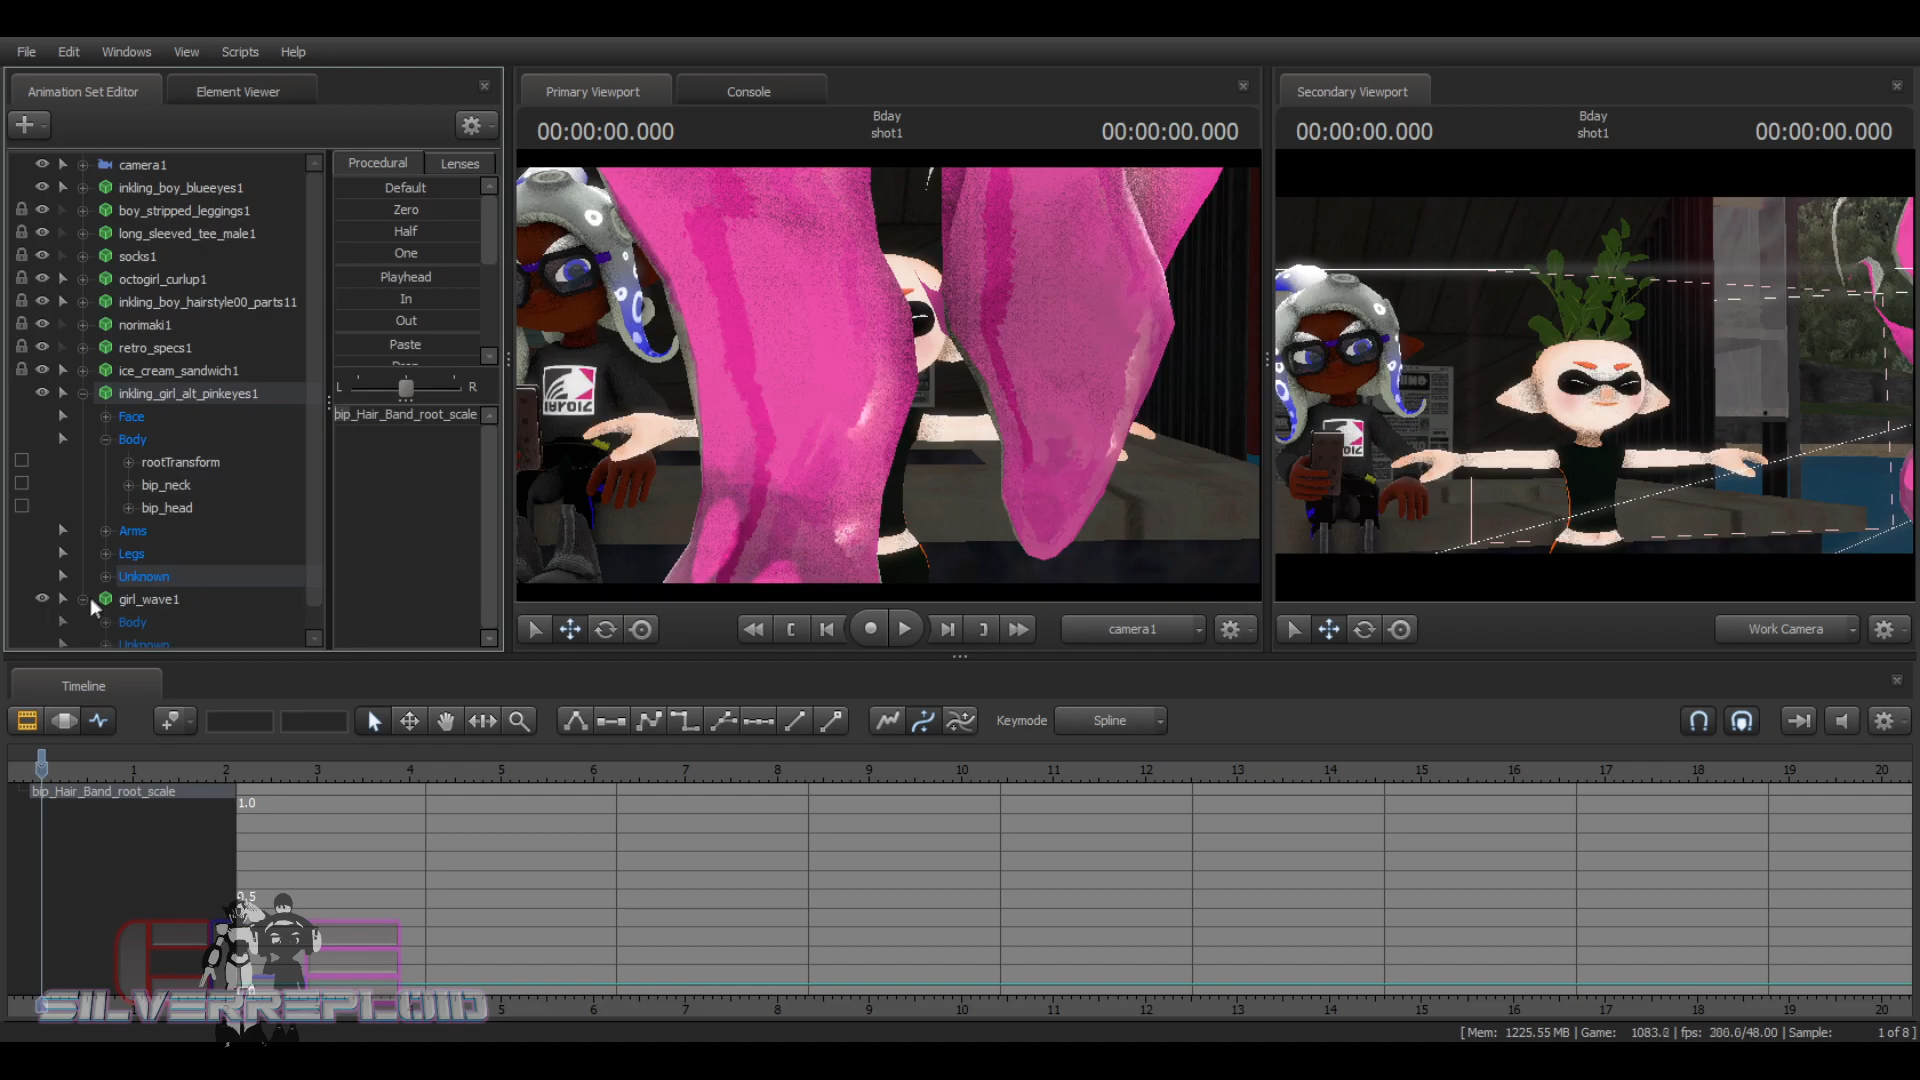 File Edit Windows View Scripts Help
Animation Set Editor Element Viewer
Primary Viewport Console
Secondary Viewport
00:00:00.000 Bday 00:00:00.000
shot1
00:00:00.000 Bday 00:00:00.000
shot1
camera1
inkling_boy_blueeyes1
boy_stripped_leggings1
long_sleeved_tee_male1
socks1
octogirl_curlup1
inkling_boy_hairstyle00_parts11
norimaki1
retro_specs1
ice_cream_sandwich1
inkling_girl_alt_pinkeyes1
Face
Body
rootTransform
bip_neck
bip_head
Arms
Legs
Unknown
girl_wave1
Body
Unknown
Procedural Lenses
Default
Zero
Half
One
Playhead
In
Out
Paste
L R
bip_Hair_Band_root_scale
camera1
Work Camera
Timeline
Keymode Spline
1 2 3 4 5 6 7 8 9 10 11 12 13 14 15 16 17 18 19 20
bip_Hair_Band_root_scale
1.0
0.5
SILVERREPLOID
5 6 7 8 9 10 11 12 13 14 15 16 17 18 19 20
[ Mem: 1225.55 MB | Game: | fps: /48.00 | Sample: 1 of 8 ]